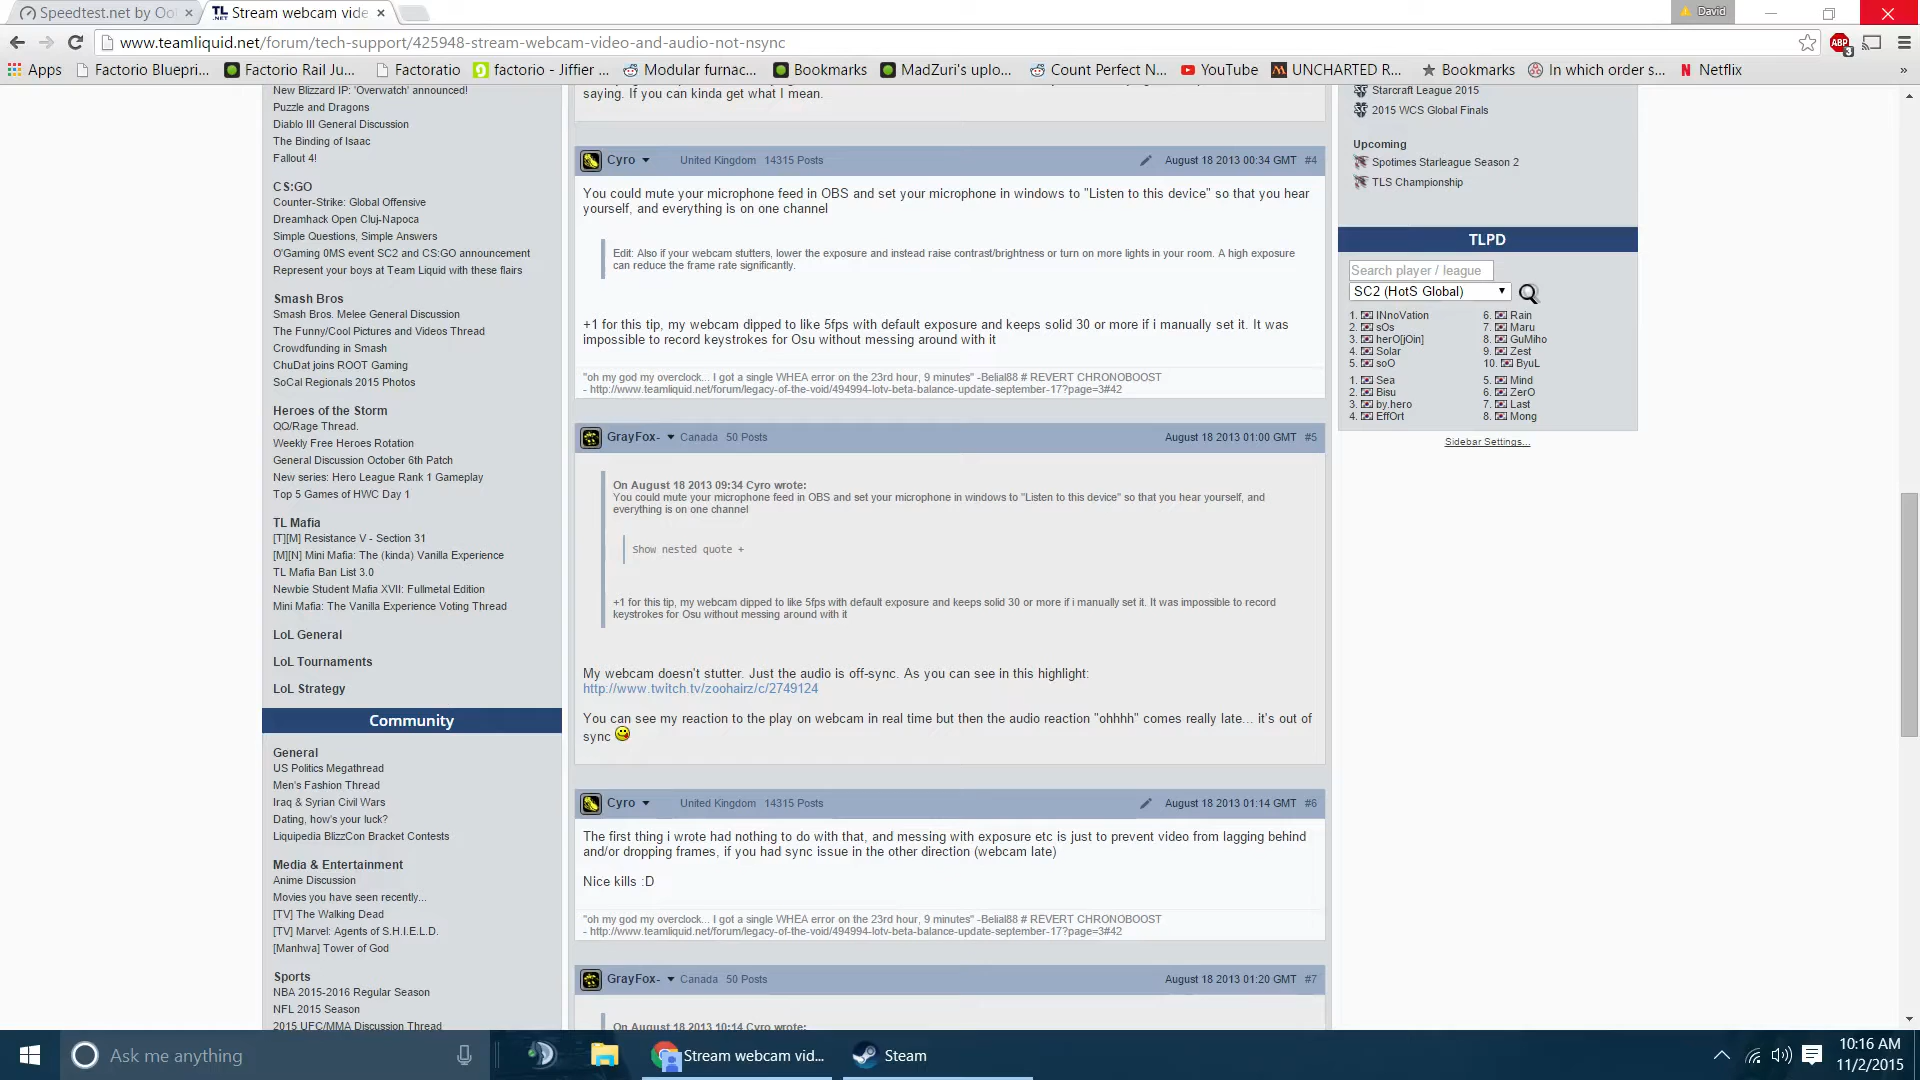 Speedtest.net by Oo
Stream webcam vide
David
www.teamliquid.net/forum/tech-support/425948-stream-webcam-video-and-audio-not-nsync
ABP
3
Apps
Factorio Bluepri...
Factorio Rail Ju...
Factoratio
factorio - Jiffier ...
Modular furnac...
Bookmarks
MadZuri's uplo...
Count Perfect N...
YouTube
UNCHARTED R...
Bookmarks
In which order s...
Netflix
»
New Blizzard IP: 'Overwatch' announced!
Puzzle and Dragons
Diablo III General Discussion
The Binding of Isaac
Fallout 4!
CS:GO
Counter-Strike: Global Offensive
Dreamhack Open Cluj-Napoca
Simple Questions, Simple Answers
O'Gaming 0MS event SC2 and CS:GO announcement
Represent your boys at Team Liquid with these flairs
Smash Bros
Smash Bros. Melee General Discussion
The Funny/Cool Pictures and Videos Thread
Crowdfunding in Smash
ChuDat joins ROOT Gaming
SoCal Regionals 2015 Photos
Heroes of the Storm
QQ/Rage Thread.
Weekly Free Heroes Rotation
General Discussion October 6th Patch
New series: Hero League Rank 1 Gameplay
Top 5 Games of HWC Day 1
TL Mafia
[T][M] Resistance V - Section 31
[M][N] Mini Mafia: The (kinda) Vanilla Experience
TL Mafia Ban List 3.0
Newbie Student Mafia XVII: Fullmetal Edition
Mini Mafia: The Vanilla Experience Voting Thread
LoL General
LoL Tournaments
LoL Strategy
Community
General
US Politics Megathread
Men's Fashion Thread
Iraq & Syrian Civil Wars
Dating, how's your luck?
Liquipedia BlizzCon Bracket Contests
Media & Entertainment
Anime Discussion
Movies you have seen recently...
[TV] The Walking Dead
[TV] Marvel: Agents of S.H.I.E.L.D.
[Manhwa] Tower of God
Sports
NBA 2015-2016 Regular Season
NFL 2015 Season
2015 UFC/MMA Discussion Thread
saying. If you can kinda get what I mean.
Cyro United Kingdom 14315 Posts August 18 2013 00:34 GMT #4
You could mute your microphone feed in OBS and set your microphone in windows to "Listen to this device" so that you hear
yourself, and everything is on one channel
Edit: Also if your webcam stutters, lower the exposure and instead raise contrast/brightness or turn on more lights in your room. A high exposure
can reduce the frame rate significantly.
+1 for this tip, my webcam dipped to like 5fps with default exposure and keeps solid 30 or more if i manually set it. It was
impossible to record keystrokes for Osu without messing around with it
"oh my god my overclock... I got a single WHEA error on the 23rd hour, 9 minutes" -Belial88 # REVERT CHRONOBOOST
- http://www.teamliquid.net/forum/legacy-of-the-void/494994-lotv-beta-balance-update-september-17?page=3#42
GrayFox- Canada 50 Posts August 18 2013 01:00 GMT #5
On August 18 2013 09:34 Cyro wrote:
You could mute your microphone feed in OBS and set your microphone in windows to "Listen to this device" so that you hear yourself, and
everything is on one channel
Show nested quote +
+1 for this tip, my webcam dipped to like 5fps with default exposure and keeps solid 30 or more if i manually set it. It was impossible to record
keystrokes for Osu without messing around with it
My webcam doesn't stutter. Just the audio is off-sync. As you can see in this highlight:
http://www.twitch.tv/zoohairz/c/2749124
You can see my reaction to the play on webcam in real time but then the audio reaction "ohhhh" comes really late... it's out of
sync
Cyro United Kingdom 14315 Posts August 18 2013 01:14 GMT #6
The first thing i wrote had nothing to do with that, and messing with exposure etc is just to prevent video from lagging behind
and/or dropping frames, if you had sync issue in the other direction (webcam late)
Nice kills :D
"oh my god my overclock... I got a single WHEA error on the 23rd hour, 9 minutes" -Belial88 # REVERT CHRONOBOOST
- http://www.teamliquid.net/forum/legacy-of-the-void/494994-lotv-beta-balance-update-september-17?page=3#42
GrayFox- Canada 50 Posts August 18 2013 01:20 GMT #7
On August 18 2013 10:14 Cyro wrote:
Starcraft League 2015
2015 WCS Global Finals
Upcoming
Spotimes Starleague Season 2
TLS Championship
TLPD
Search player / league
SC2 (HotS Global)
1. INnoVation 6. Rain
2. sOs 7. Maru
3. herO[jOin] 8. GuMiho
4. Solar 9. Zest
5. soO 10. ByuL
1. Sea 5. Mind
2. Bisu 6. ZerO
3. by.hero 7. Last
4. EffOrt 8. Mong
Sidebar Settings...
Ask me anything
Stream webcam vid...
Steam
10:16 AM
11/2/2015